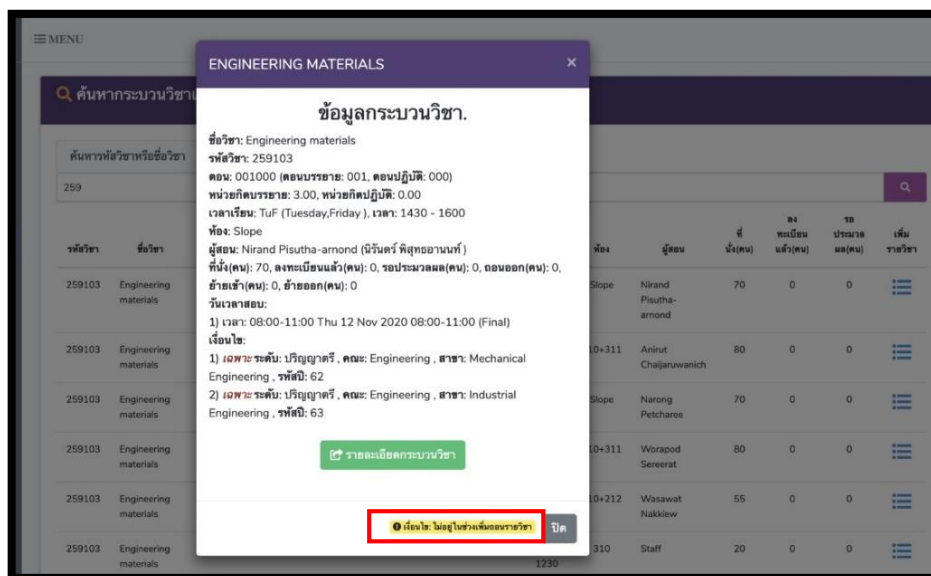 MENU
ENGINEERING MATERIALS ×
ค้นหากระบวนวิชา
ข้อมูลกระบวนวิชา.
ชื่อวิชา: Engineering materials
รหัสวิชา: 259103
ตอน: 001000 (ตอนบรรยาย: 001, ตอนปฏิบัติ: 000)
หน่วยกิตบรรยาย: 3.00, หน่วยกิตปฏิบัติ: 0.00
เวลาเรียน: TuF (Tuesday,Friday ), เวลา: 1430 - 1600
ห้อง: Slope
ผู้สอน: Nirand Pisutha-arnond (นิรันดร์ พิสุทธอานนท์ )
ที่นั่ง(คน): 70, ลงทะเบียนแล้ว(คน): 0, รอประมวลผล(คน): 0, ถอนออก(คน): 0,
ย้ายเข้า(คน): 0, ย้ายออก(คน): 0
วันเวลาสอบ:
1) เวลา: 08:00-11:00 Thu 12 Nov 2020 08:00-11:00 (Final)
เงื่อนไข:
1) เฉพาะ ระดับ: ปริญญาตรี , คณะ: Engineering , สาขา: Mechanical
Engineering , รหัสปี: 62
2) เฉพาะ ระดับ: ปริญญาตรี , คณะ: Engineering , สาขา: Industrial
Engineering , รหัสปี: 63
รายละเอียดกระบวนวิชา
เงื่อนไข: ไม่อยู่ในช่วงเพิ่มถอนรายวิชา
ปิด
ค้นหารหัสวิชาหรือชื่อวิชา
259
รหัสวิชา ชื่อวิชา ห้อง ผู้สอน ที่นั่ง(คน) ลงทะเบียนแล้ว(คน) รอประมวลผล(คน) เพิ่มรายวิชา
259103 Engineering materials Slope Nirand Pisutha-arnond 70 0 0
259103 Engineering materials 10+311 Anirut Chaijaruwanich 80 0 0
259103 Engineering materials Slope Narong Petcharee 70 0 0
259103 Engineering materials 10+311 Worapod Sereerat 80 0 0
259103 Engineering materials 10+212 Wasawat Nakkiew 55 0 0
259103 Engineering materials 1230 310 Staff 20 0 0